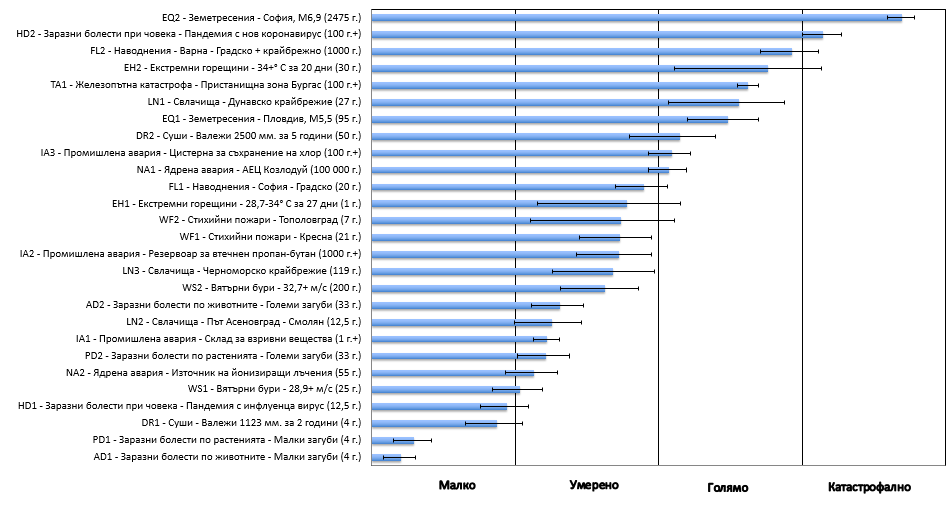 EQ2 - Земетресения - София, М6,9 (2475 г.)
HD2 - Заразни болести при човека - Пандемия с нов коронавирус (100 г.+)
FL2 - Наводнения - Варна - Градско + крайбрежно (1000 г.)
EH2 - Екстремни горещини - 34+° С за 20 дни (30 г.)
TA1 - Железопътна катастрофа - Пристанищна зона Бургас (100 г.+)
LN1 - Свлачища - Дунавско крайбрежие (27 г.)
EQ1 - Земетресения - Пловдив, М5,5 (95 г.)
DR2 - Суши - Валежи 2500 мм. за 5 години (50 г.)
IA3 - Промишлена авария - Цистерна за съхранение на хлор (100 г.+)
NA1 - Ядрена авария - АЕЦ Козлодуй (100 000 г.)
FL1 - Наводнения - София - Градско (20 г.)
EH1 - Екстремни горещини - 28,7-34° С за 27 дни (1 г.)
WF2 - Стихийни пожари - Тополовград (7 г.)
WF1 - Стихийни пожари - Кресна (21 г.)
IA2 - Промишлена авария - Резервоар за втечнен пропан-бутан (1000 г.+)
LN3 - Свлачища - Черноморско крайбрежие (119 г.)
WS2 - Вятърни бури - 32,7+ м/с (200 г.)
AD2 - Заразни болести по животните - Големи загуби (33 г.)
LN2 - Свлачища - Път Асеновград - Смолян (12,5 г.)
IA1 - Промишлена авария - Склад за взривни вещества (1 г.+)
PD2 - Заразни болести по растенията - Големи загуби (33 г.)
NA2 - Ядрена авария - Източник на йонизиращи лъчения (55 г.)
WS1 - Вятърни бури - 28,9+ м/с (25 г.)
HD1 - Заразни болести при човека - Пандемия с инфлуенца вирус (12,5 г.)
DR1 - Суши - Валежи 1123 мм. за 2 години (4 г.)
PD1 - Заразни болести по растенията - Малки загуби (4 г.)
AD1 - Заразни болести по животните - Малки загуби (4 г.)
Малко Умерено Голямо Катастрофално